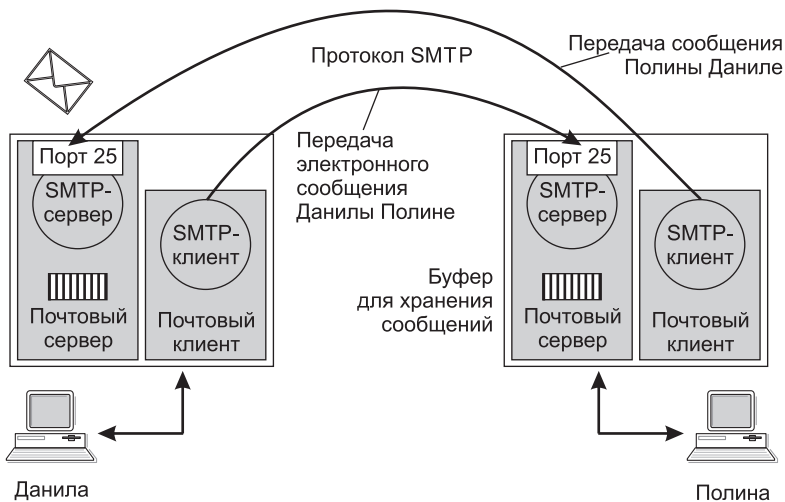 Протокол SMTP
Передача сообщения
Полины Даниле
Передача
электронного
сообщения
Данилы Полине
Порт 25
SMTP-
сервер
Почтовый
сервер
SMTP-
клиент
Почтовый
клиент
Буфер
для хранения
сообщений
Порт 25
SMTP-
сервер
Почтовый
сервер
SMTP-
клиент
Почтовый
клиент
Данила
Полина